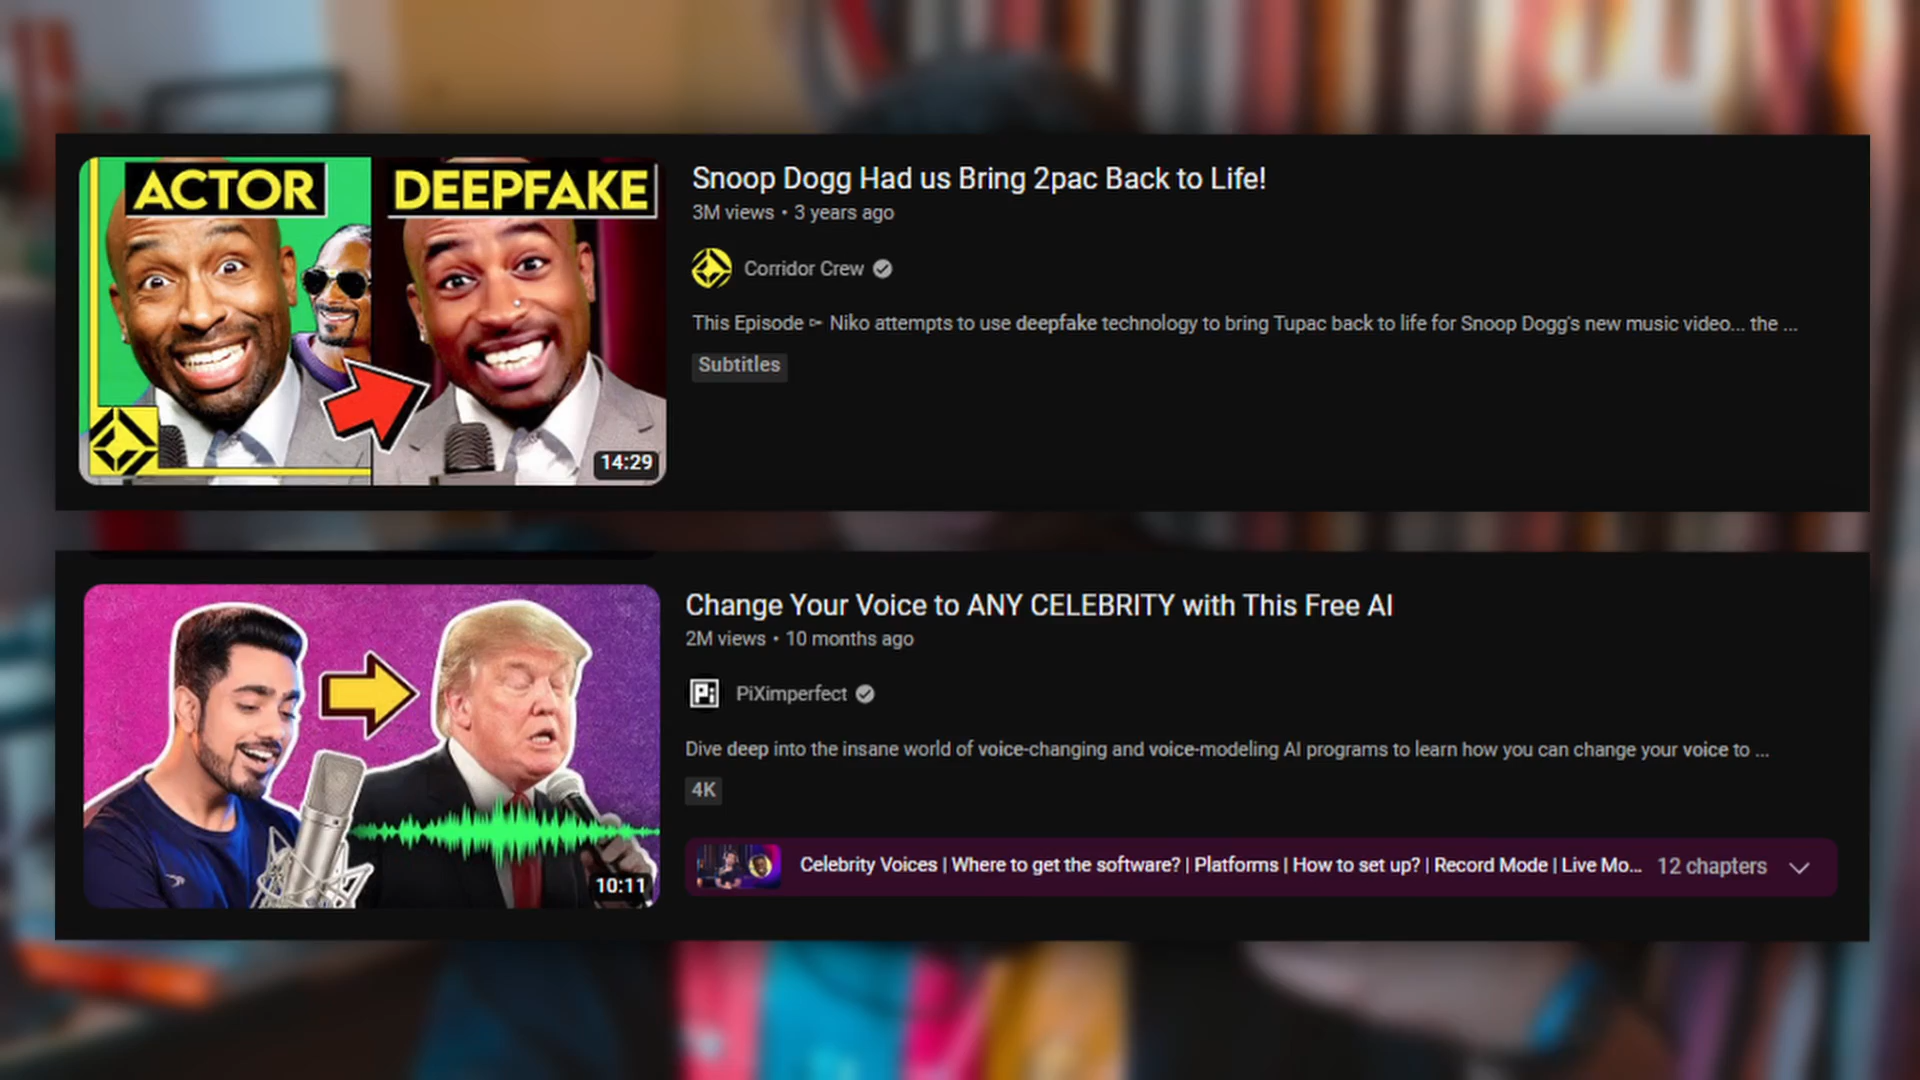 ACTOR
DEEPFAKE
14:29
Snoop Dogg Had us Bring 2pac Back to Life!
3M views • 3 years ago
Corridor Crew
This Episode ⌲ Niko attempts to use deepfake technology to bring Tupac back to life for Snoop Dogg's new music video... the ...
Subtitles
10:11
Change Your Voice to ANY CELEBRITY with This Free AI
2M views • 10 months ago
Pi
PiXimperfect
Dive deep into the insane world of voice-changing and voice-modeling AI programs to learn how you can change your voice to ...
4K
Celebrity Voices | Where to get the software? | Platforms | How to set up? | Record Mode | Live Mo... 12 chapters